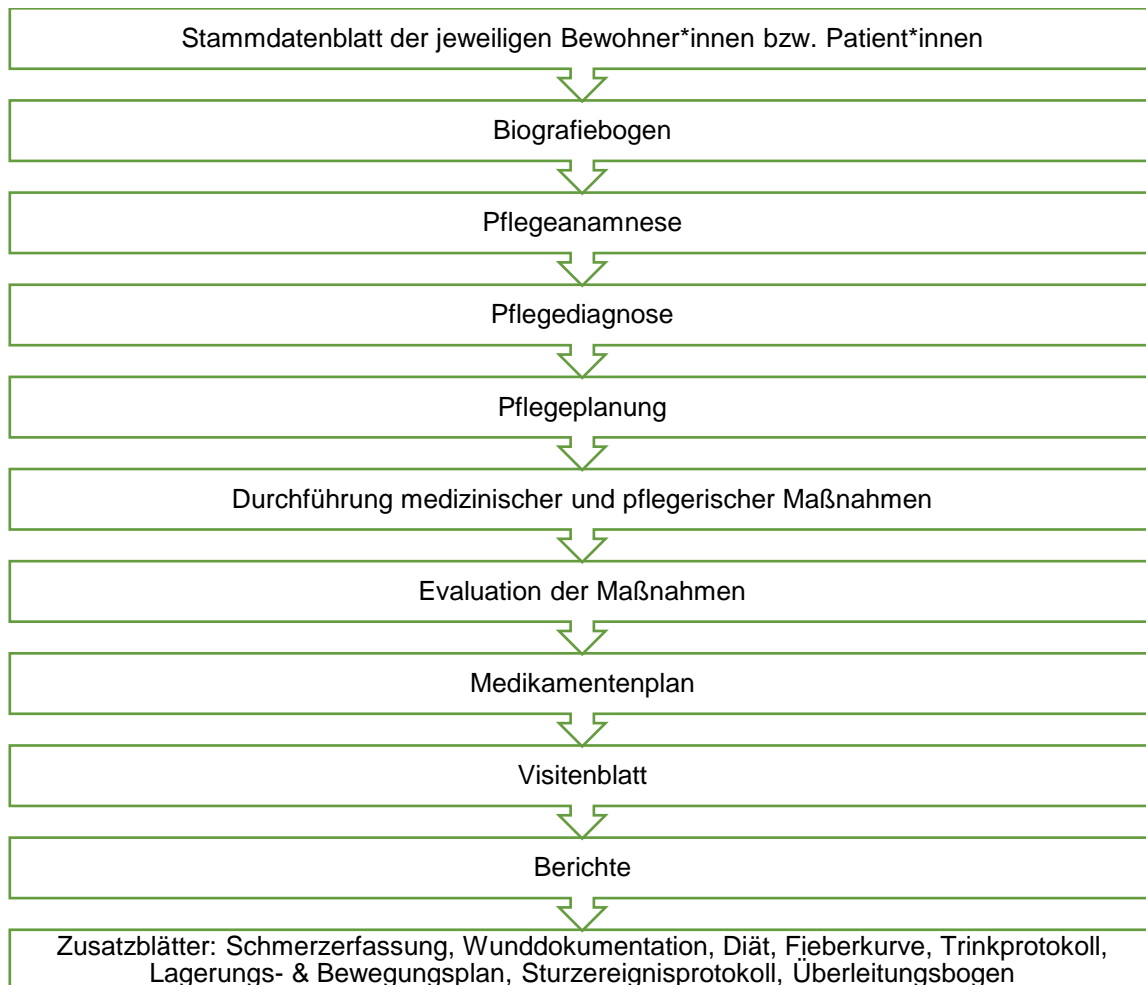 Stammdatenblatt der jeweiligen Bewohner*innen bzw. Patient*innen
Biografiebogen
Pflegeanamnese
Pflegediagnose
Pflegeplanung
Durchführung medizinischer und pflegerischer Maßnahmen
Evaluation der Maßnahmen
Medikamentenplan
Visitenblatt
Berichte
Zusatzblätter: Schmerzerfassung, Wunddokumentation, Diät, Fieberkurve, Trinkprotokoll,
Lagerungs- & Bewegungsplan, Sturzereignisprotokoll, Überleitungsbogen